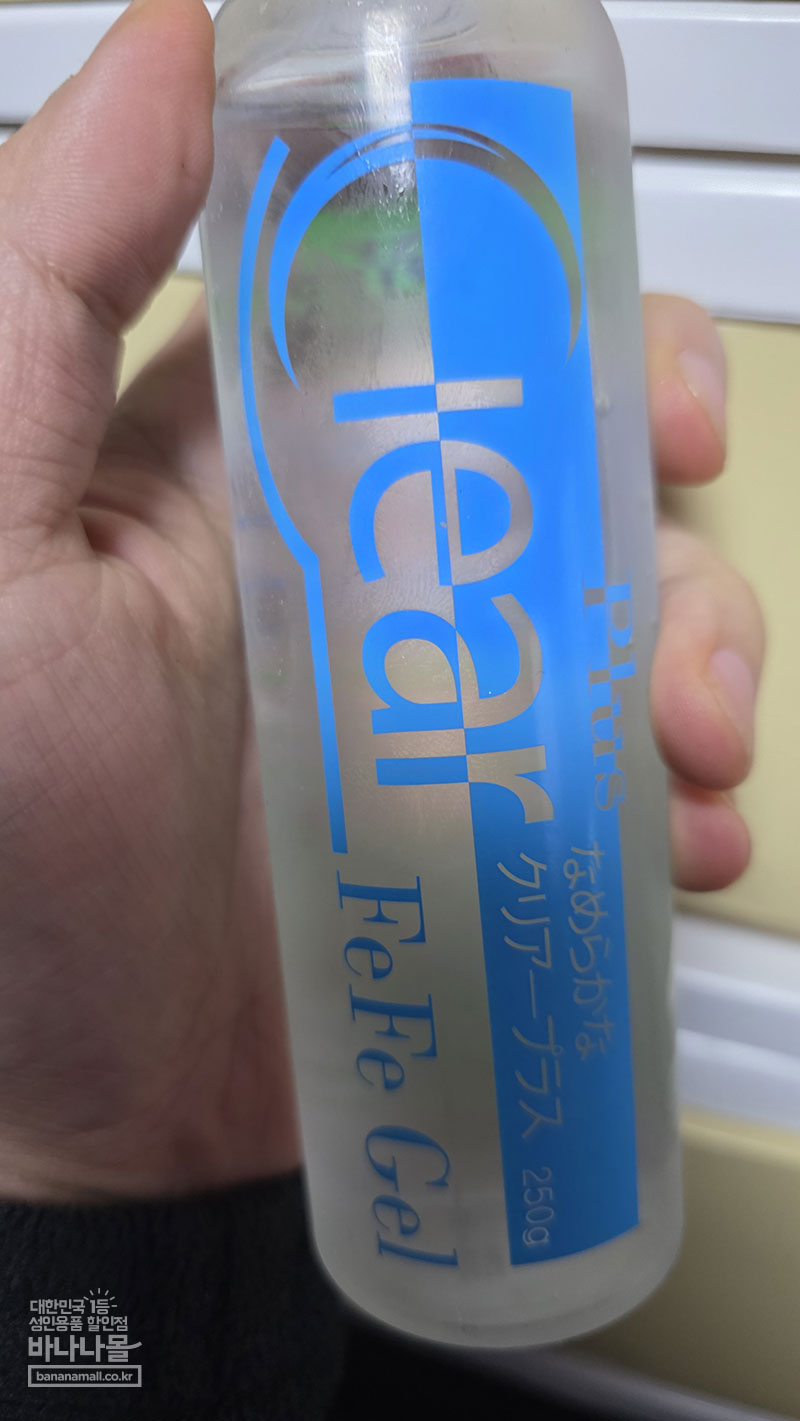 Clear
Plus
なめらかな
クリアープラス 250g
FeFe Gel
대한민국 1등
성인용품 할인점
바나나몰
bananamall.co.kr